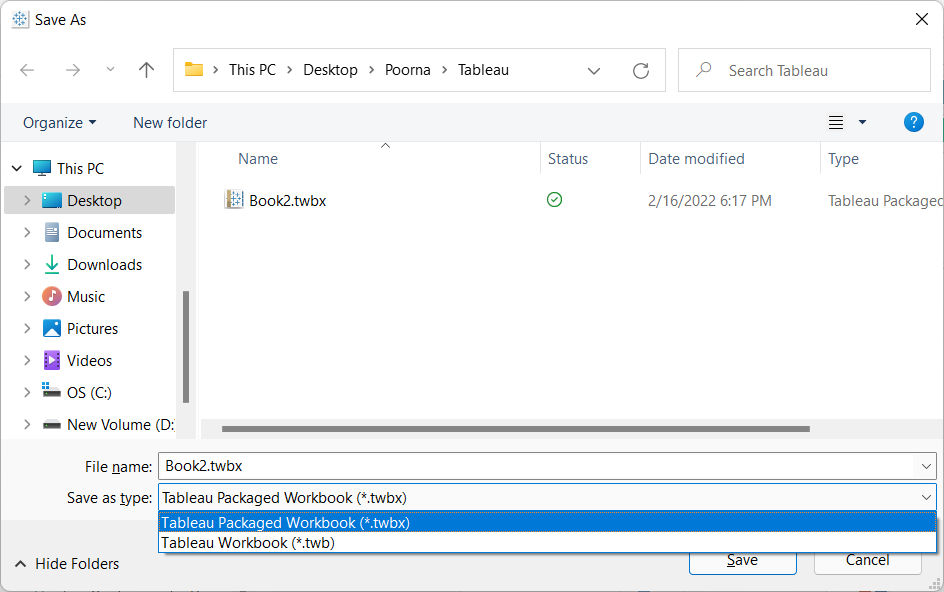 Save As
This PC > Desktop > Poorna > Tableau
Search Tableau
Organize
New folder
?
Name
Status
Date modified
Type
This PC
Desktop
Documents
Downloads
Music
Pictures
Videos
OS (C:)
New Volume (D:
Book2.twbx
2/16/2022 6:17 PM
Tableau Packaged
File name:
Book2.twbx
Save as type:
Tableau Packaged Workbook (*.twbx)
Tableau Packaged Workbook (*.twbx)
Tableau Workbook (*.twb)
Hide Folders
Save
Cancel